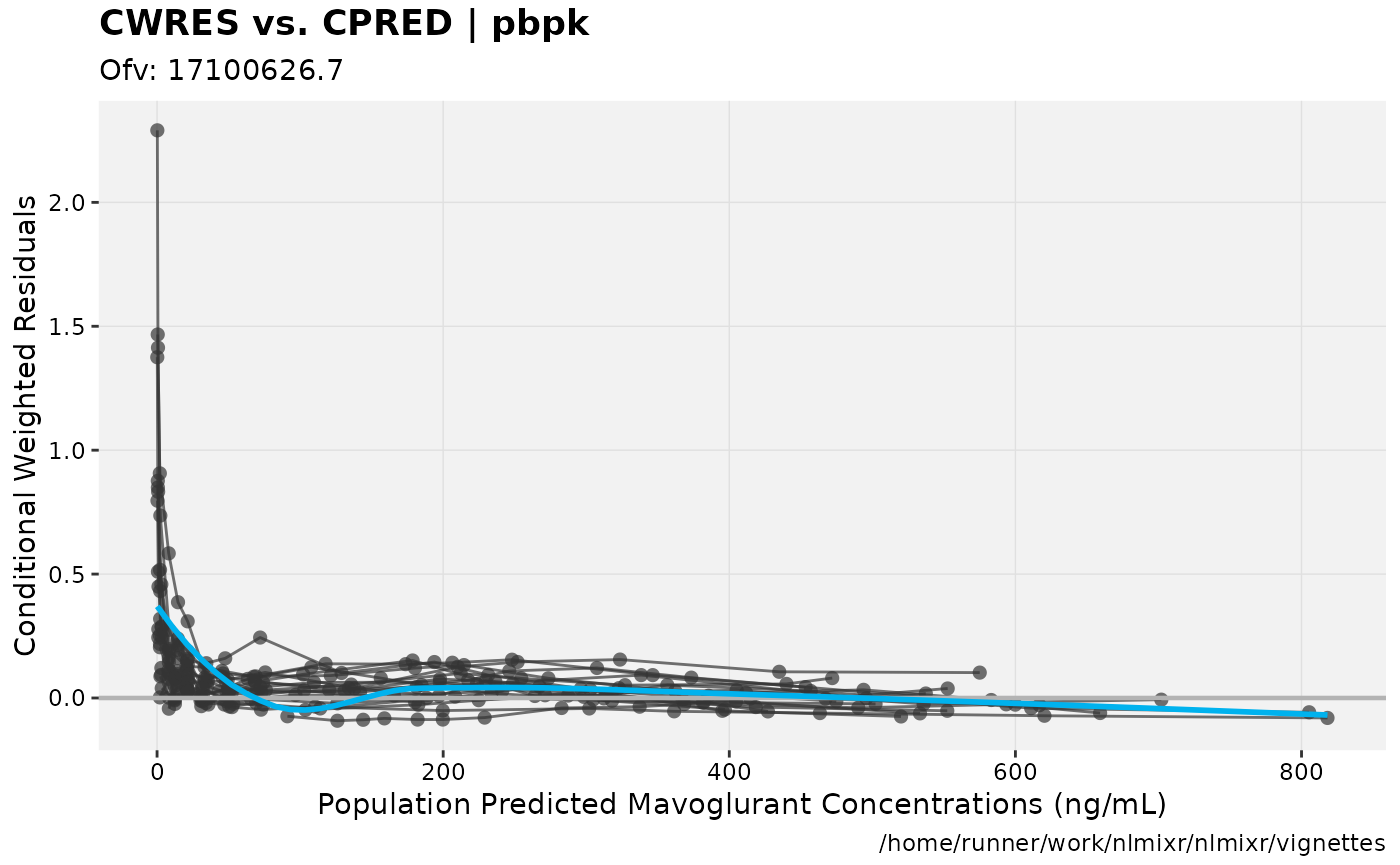 CWRES vs. CPRED | pbpk
Ofv: 17100626.7
Conditional Weighted Residuals
2.0
1.5
1.0
0.5
0.0
0
200
400
600
800
Population Predicted Mavoglurant Concentrations (ng/mL)
/home/runner/work/nlmixr/nlmixr/vignettes